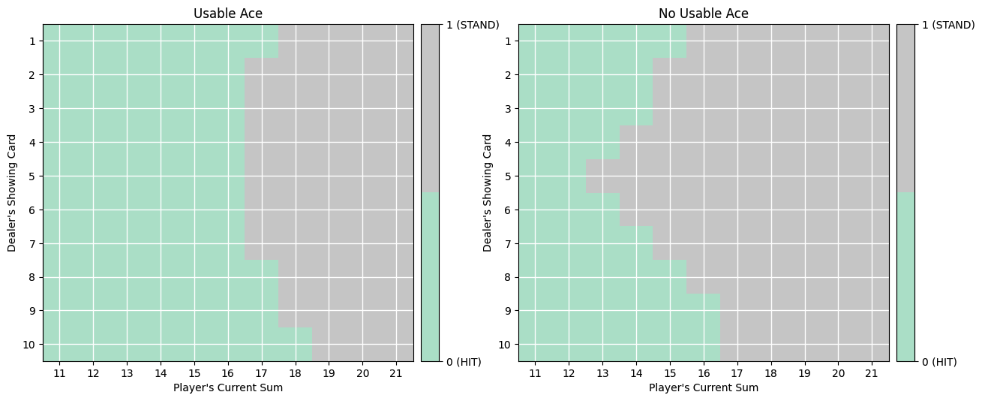 Usable Ace
Dealer's Showing Card
1
2
3
4
5
6
7
8
9
10
11 12 13 14 15 16 17 18 19 20 21
Player's Current Sum
1 (STAND)
0 (HIT)
No Usable Ace
Dealer's Showing Card
1
2
3
4
5
6
7
8
9
10
11 12 13 14 15 16 17 18 19 20 21
Player's Current Sum
1 (STAND)
0 (HIT)